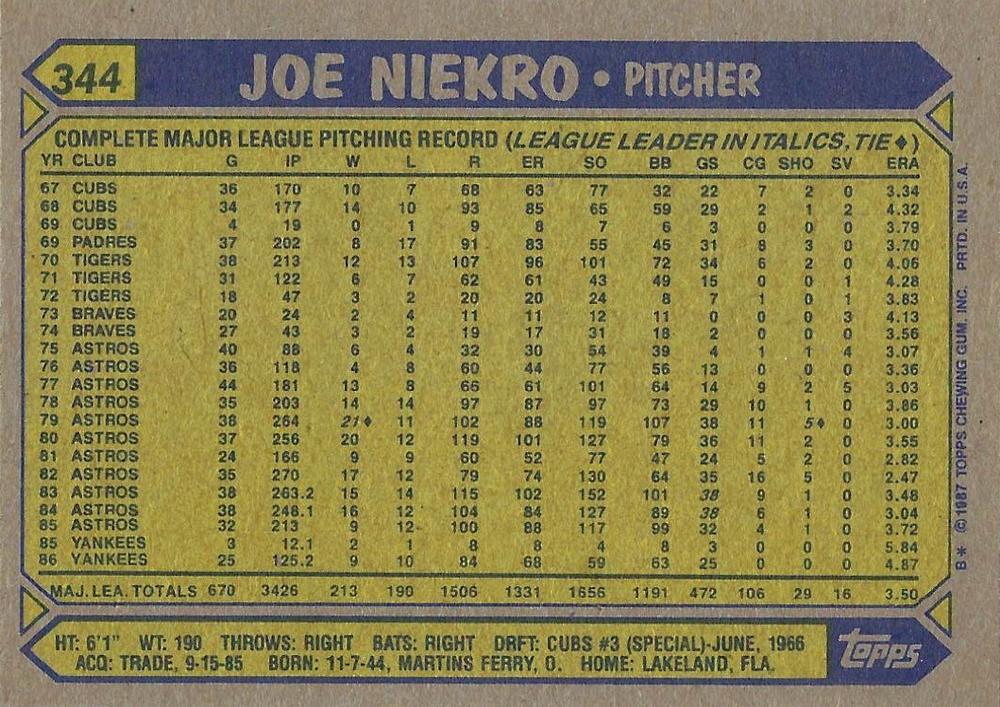 344 JOE NIEKRO • PITCHER
COMPLETE MAJOR LEAGUE PITCHING RECORD (LEAGUE LEADER IN ITALICS, TIE ♦)
YR CLUB G IP W L R ER SO BB GS CG SHO SV ERA
67 CUBS 36 170 10 7 68 63 77 32 22 7 2 0 3.34
68 CUBS 34 177 14 10 93 85 65 59 29 2 1 2 4.32
69 CUBS 4 19 0 1 9 8 7 6 3 0 0 0 3.79
69 PADRES 37 202 8 17 91 83 55 45 31 8 3 0 3.70
70 TIGERS 38 213 12 13 107 96 101 72 34 6 2 0 4.06
71 TIGERS 31 122 6 7 62 61 43 49 15 0 0 1 4.28
72 TIGERS 18 47 3 2 20 20 24 8 7 1 0 1 3.83
73 BRAVES 20 24 2 4 11 11 12 11 0 0 0 3 4.13
74 BRAVES 27 43 3 2 19 17 31 18 2 0 0 0 3.56
75 ASTROS 40 88 6 4 32 30 54 39 4 1 1 4 3.07
76 ASTROS 36 118 4 8 60 44 77 56 13 0 0 0 3.36
77 ASTROS 44 181 13 8 66 61 101 64 14 9 2 5 3.03
78 ASTROS 35 203 14 14 97 87 97 73 29 10 1 0 3.86
79 ASTROS 38 264 21♦ 11 102 88 119 107 38 11 5♦ 0 3.00
80 ASTROS 37 256 20 12 119 101 127 79 36 11 2 0 3.55
81 ASTROS 24 166 9 9 60 52 77 47 24 5 2 0 2.82
82 ASTROS 35 270 17 12 79 74 130 64 35 16 5 0 2.47
83 ASTROS 38 263.2 15 14 115 102 152 101 38 9 1 0 3.48
84 ASTROS 38 248.1 16 12 104 84 127 89 38 6 1 0 3.04
85 ASTROS 32 213 9 12 100 88 117 99 32 4 1 0 3.72
85 YANKEES 3 12.1 2 1 8 8 4 8 3 0 0 0 5.84
86 YANKEES 25 125.2 9 10 84 68 59 63 25 0 0 0 4.87
MAJ. LEA. TOTALS 670 3426 213 190 1506 1331 1656 1191 472 106 29 16 3.50
HT: 6'1" WT: 190 THROWS: RIGHT BATS: RIGHT DRFT: CUBS #3 (SPECIAL)-JUNE, 1966
ACQ: TRADE, 9-15-85 BORN: 11-7-44, MARTINS FERRY, O. HOME: LAKELAND, FLA.
topps
B* © 1987 TOPPS CHEWING GUM, INC. PRTD. IN U.S.A.